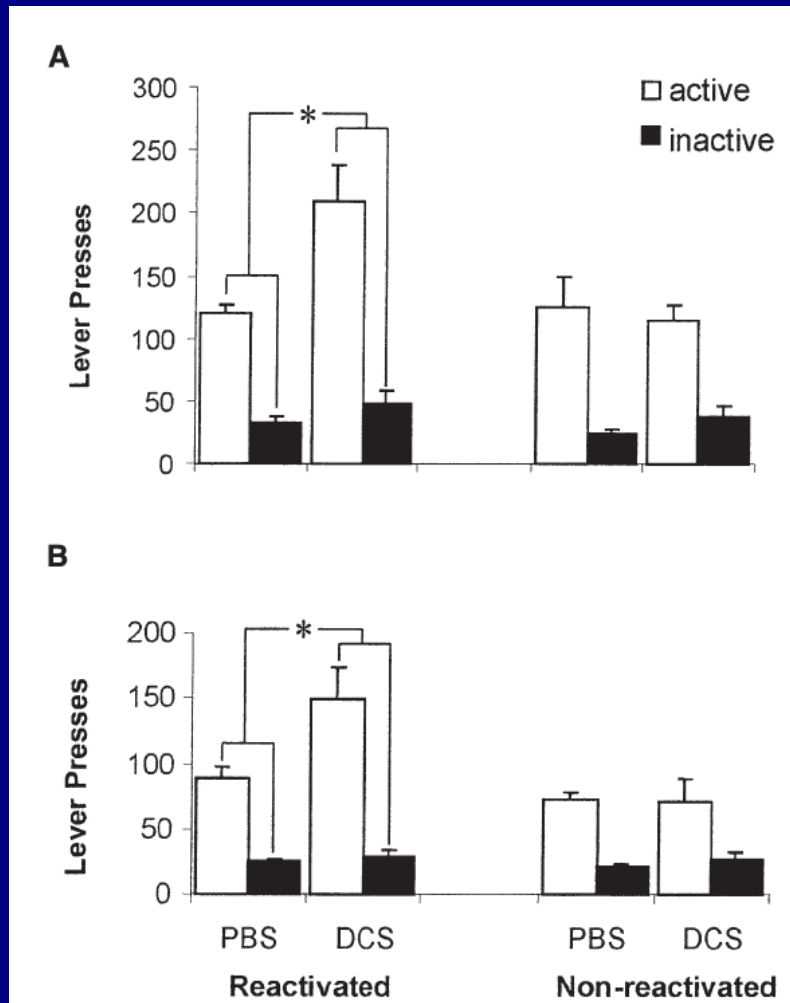 A
300
250
200
150
100
50
0
Lever Presses
*
active
inactive
B
200
150
100
50
0
Lever Presses
*
PBS DCS PBS DCS
Reactivated Non-reactivated